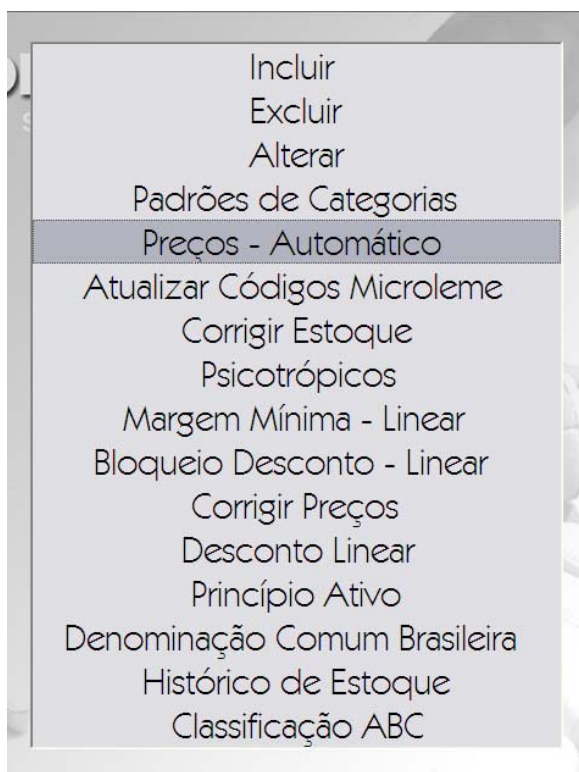 Incluir
Excluir
Alterar
Padrões de Categorias
Preços - Automático
Atualizar Códigos Microleme
Corrigir Estoque
Psicotrópicos
Margem Mínima - Linear
Bloqueio Desconto - Linear
Corrigir Preços
Desconto Linear
Princípio Ativo
Denominação Comum Brasileira
Histórico de Estoque
Classificação ABC